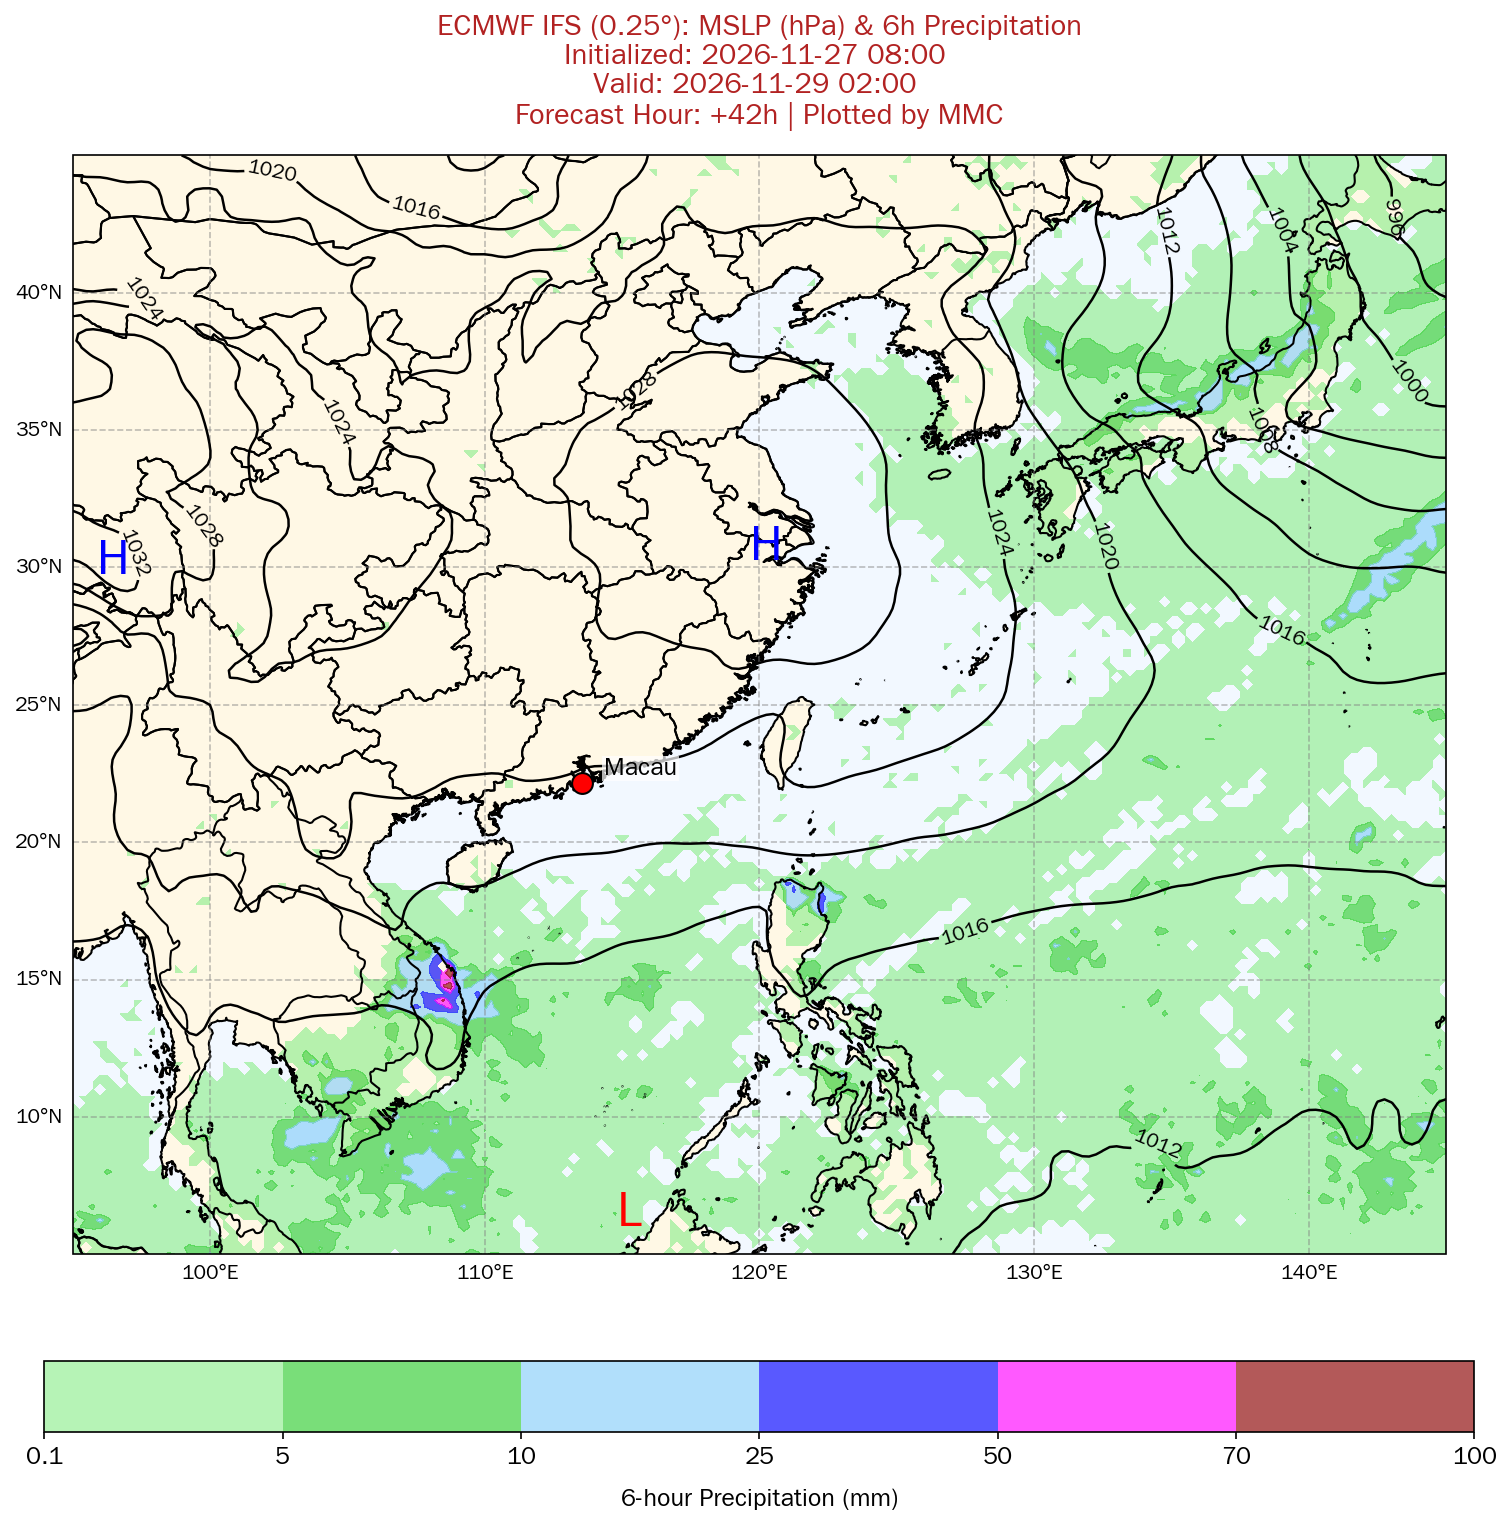 ECMWF IFS (0.25°): MSLP (hPa) & 6h Precipitation
Initialized: 2026-11-27 08:00
Valid: 2026-11-29 02:00
Forecast Hour: +42h | Plotted by MMC
1020
1016
1012
1004
996
40°N
1024
1028
1000
35°N
1024
1008
1028
1032
H
H
1024
1020
30°N
1016
25°N
Macau
20°N
1016
15°N
10°N
1012
L
100°E
110°E
120°E
130°E
140°E
0.1
5
10
25
50
70
100
6-hour Precipitation (mm)